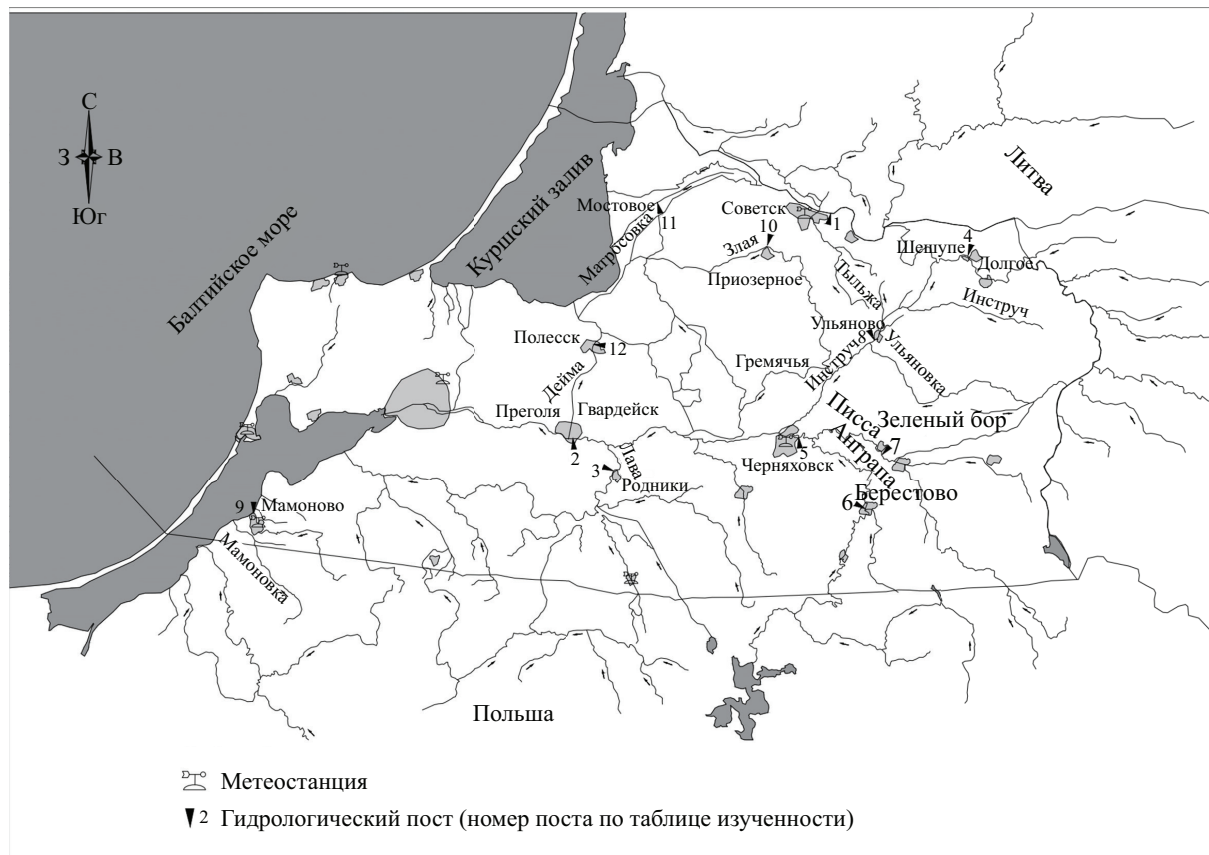 С
З В
Юг
Балтийское море
Куршский залив
Литва
Мостовое
11
Матросовка
Советск
1
10
Злая
Приозерное
Шешупе
4
Долгое
Тыльжа
Инструч
Ульяново
8
Ульяновка
Инструч
Гремячья
Полесск
12
Дейма
Преголя
Гвардейск
2
Лава
3
Родники
Писса
Зеленый бор
7
Анграпа
5
Черняховск
Берестово
6
9
Мамоново
Мамоновка
Польша
Метеостанция
2 Гидрологический пост (номер поста по таблице изученности)